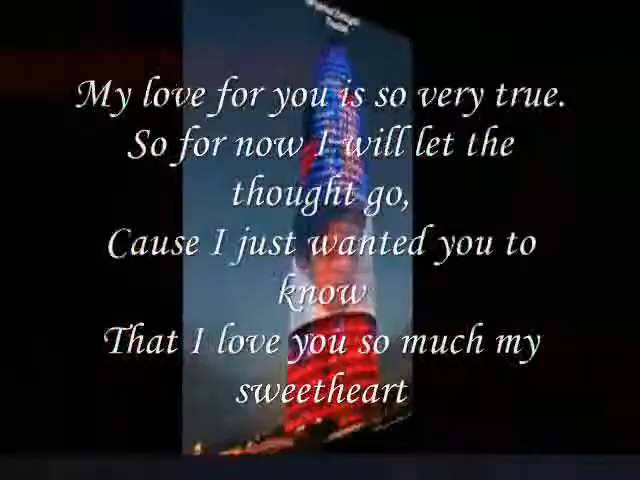 My love for you is so very true.
So for now I will let the
thought go,
Cause I just wanted you to
know
That I love you so much my
sweetheart